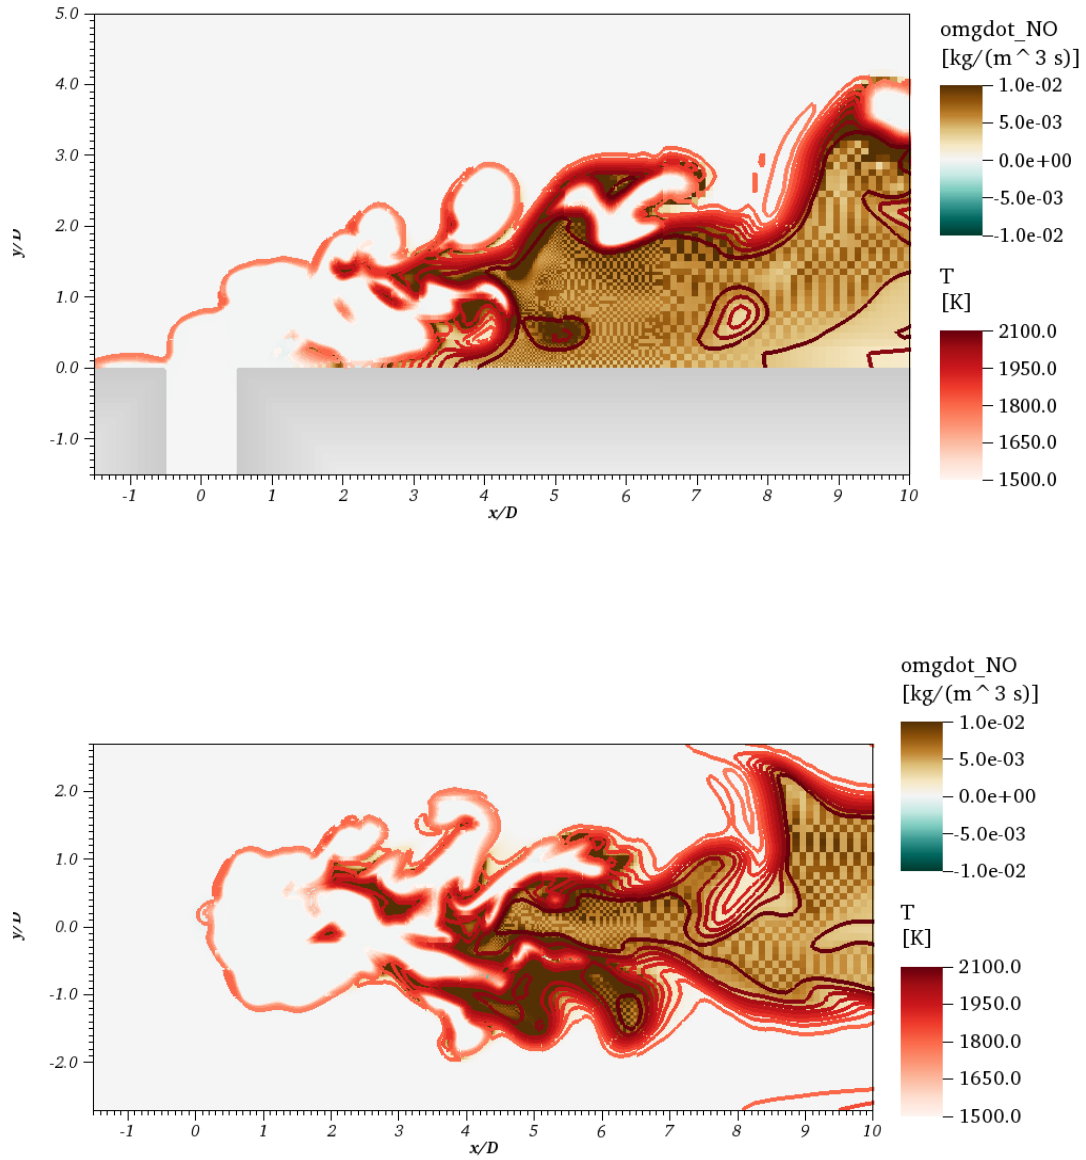 5.0
4.0
3.0
2.0
1.0
0.0
-1.0
y/D
-1 0 1 2 3 4 5 6 7 8 9 10
x/D
omgdot_NO
[kg/(m^3 s)]
1.0e-02
5.0e-03
0.0e+00
-5.0e-03
-1.0e-02
T
[K]
2100.0
1950.0
1800.0
1650.0
1500.0
2.0
1.0
0.0
-1.0
-2.0
y/D
-1 0 1 2 3 4 5 6 7 8 9 10
x/D
omgdot_NO
[kg/(m^3 s)]
1.0e-02
5.0e-03
0.0e+00
-5.0e-03
-1.0e-02
T
[K]
2100.0
1950.0
1800.0
1650.0
1500.0